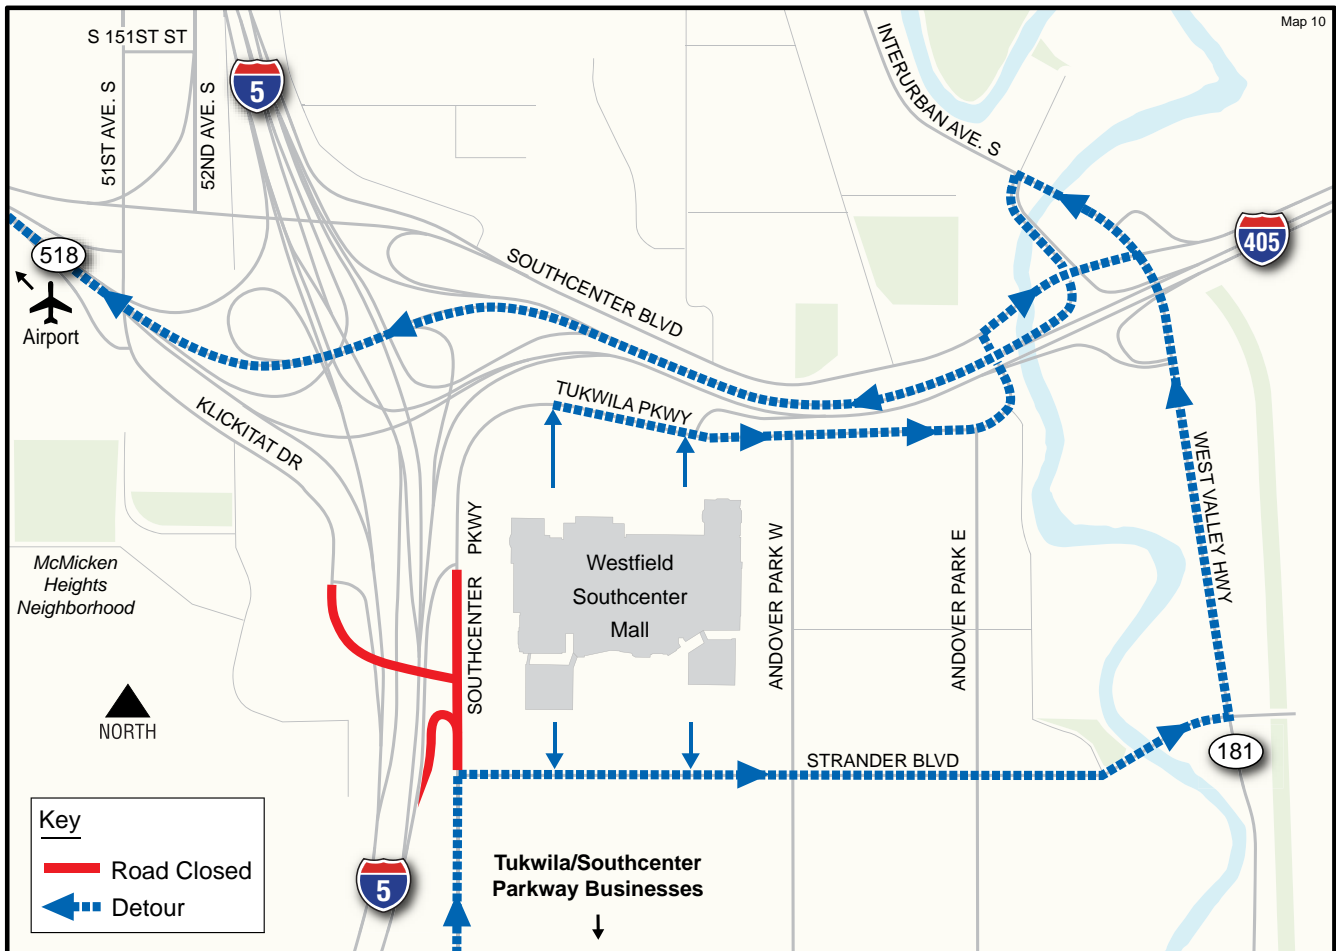 Map 10
S 151ST ST
51ST AVE. S
52ND AVE. S
5
INTERURBAN AVE. S
405
518
Airport
SOUTHCENTER BLVD
TUKWILA PKWY
KLICKITAT DR
WEST VALLEY HWY
McMicken
Heights
Neighborhood
SOUTHCENTER PKWY
Westfield
Southcenter
Mall
ANDOVER PARK W
ANDOVER PARK E
NORTH
STRANDER BLVD
181
Key
Road Closed
Detour
5
Tukwila/Southcenter
Parkway Businesses